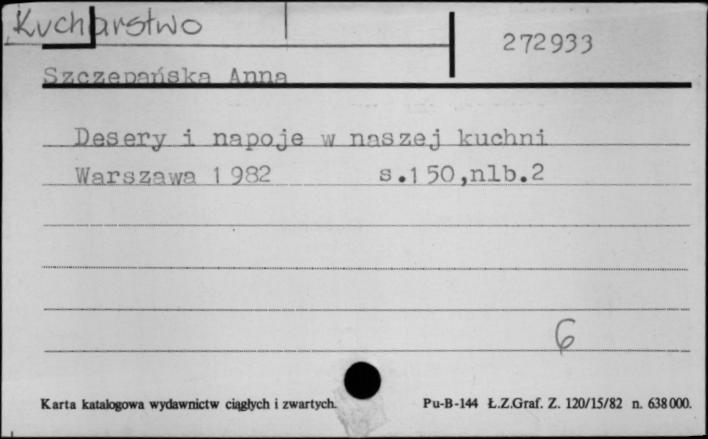 Kucharstwo
272933
Szczepańska Anna
Desery i napoje w naszej kuchni
Warszawa 1982 s.150,nlb.2
6
Karta katalogowa wydawnictw ciągłych i zwartych. Pu-B-144 Ł.Z.Graf. Z. 120/15/82 n. 638000.